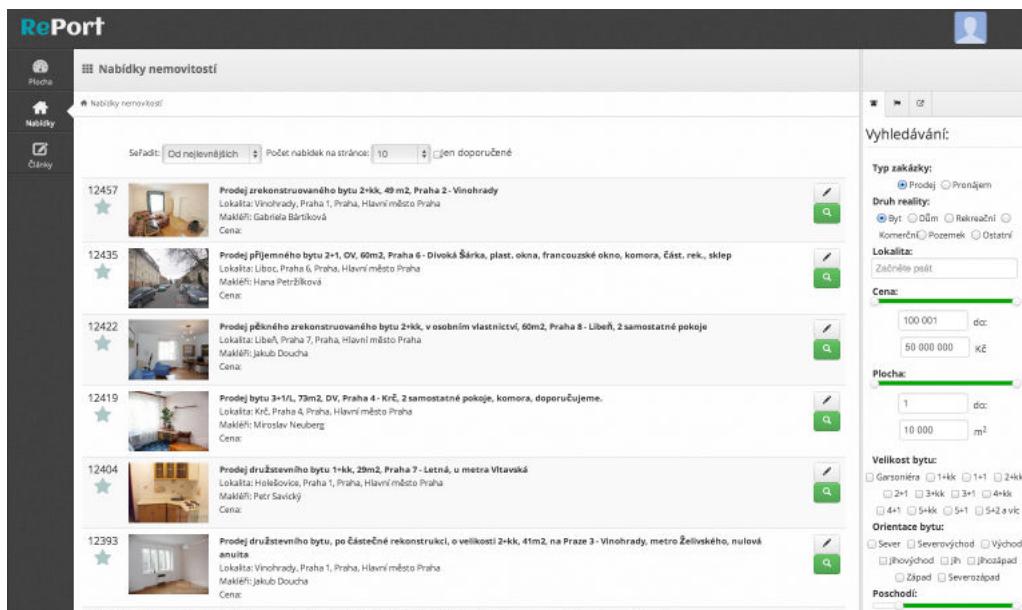 RePort
Plocha
Nabídky
Články
Nabídky nemovitostí
Nabídky nemovitostí
Seřadit: Od nejlevnějších Počet nabídek na stránce: 10 Jen doporučené
12457
Prodej zrekonstruovaného bytu 2+kk, 49 m2, Praha 2 - Vinohrady
Lokalita: Vinohrady, Praha 1, Praha, Hlavní město Praha
Makléři: Gabriela Bártíková
Cena:
12435
Prodej příjemného bytu 2+1, OV, 60m2, Praha 6 - Divoká Šárka, plast. okna, francouzské okno, komora, část. rek., sklep
Lokalita: Liboc, Praha 6, Praha, Hlavní město Praha
Makléři: Hana Petržílková
Cena:
12422
Prodej pěkného zrekonstruovaného bytu 2+kk, v osobním vlastnictví, 60m2, Praha 8 - Libeň, 2 samostatné pokoje
Lokalita: Libeň, Praha 7, Praha, Hlavní město Praha
Makléři: Jakub Doucha
Cena:
12419
Prodej bytu 3+1/L, 73m2, DV, Praha 4 - Krč, 2 samostatné pokoje, komora, doporučujeme.
Lokalita: Krč, Praha 4, Praha, Hlavní město Praha
Makléři: Miroslav Neuberg
Cena:
12404
Prodej družstevního bytu 1+kk, 29m2, Praha 7 - Letná, u metra Vltavská
Lokalita: Holešovice, Praha 1, Praha, Hlavní město Praha
Makléři: Petr Savický
Cena:
12393
Prodej družstevního bytu, po částečné rekonstrukci, o velikosti 2+kk, 41m2, na Praze 3 - Vinohrady, metro Želivského, nulová
anuita
Lokalita: Vinohrady, Praha 1, Praha, Hlavní město Praha
Makléři: Jakub Doucha
Cena:
Vyhledávání:
Typ zakázky:
Prodej Pronájem
Druh reality:
Byt Dům Rekreační
Komerční Pozemek Ostatní
Lokalita:
Začněte psát
Cena:
100 001 do:
50 000 000 Kč
Plocha:
1 do:
10 000 m²
Velikost bytu:
Garsoniéra 1+kk 1+1 2+kk
2+1 3+kk 3+1 4+kk
4+1 5+kk 5+1 5+2 a víc
Orientace bytu:
Sever Severovýchod Východ
Jihovýchod Jih Jihozápad
Západ Severozápad
Poschodí: